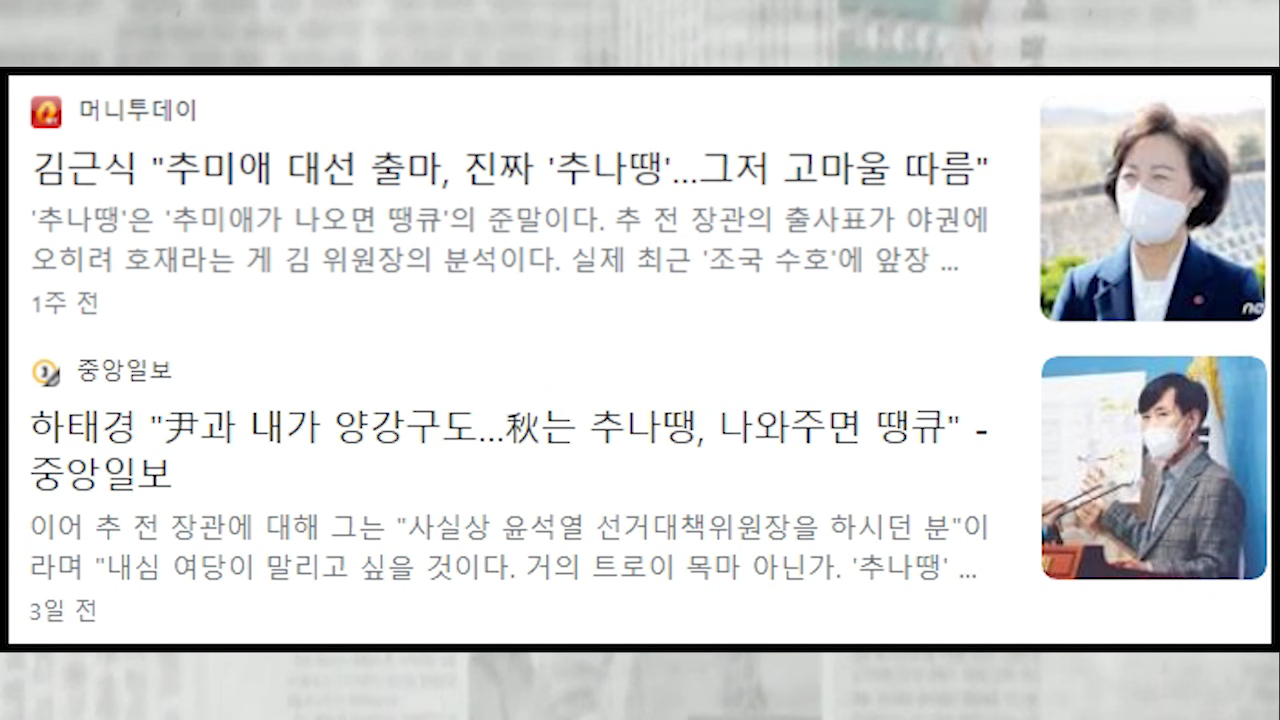 머니투데이
김근식 "추미애 대선 출마, 진짜 '추나땡'...그저 고마울 따름"
'추나땡'은 '추미애가 나오면 땡큐'의 준말이다. 추 전 장관의 출사표가 야권에
오히려 호재라는 게 김 위원장의 분석이다. 실제 최근 '조국 수호'에 앞장 ...
1주 전
중앙일보
하태경 "尹과 내가 양강구도...秋는 추나땡, 나와주면 땡큐" -
중앙일보
이어 추 전 장관에 대해 그는 "사실상 윤석열 선거대책위원장을 하시던 분"이
라며 "내심 여당이 말리고 싶을 것이다. 거의 트로이 목마 아닌가. '추나땡' ...
3일 전